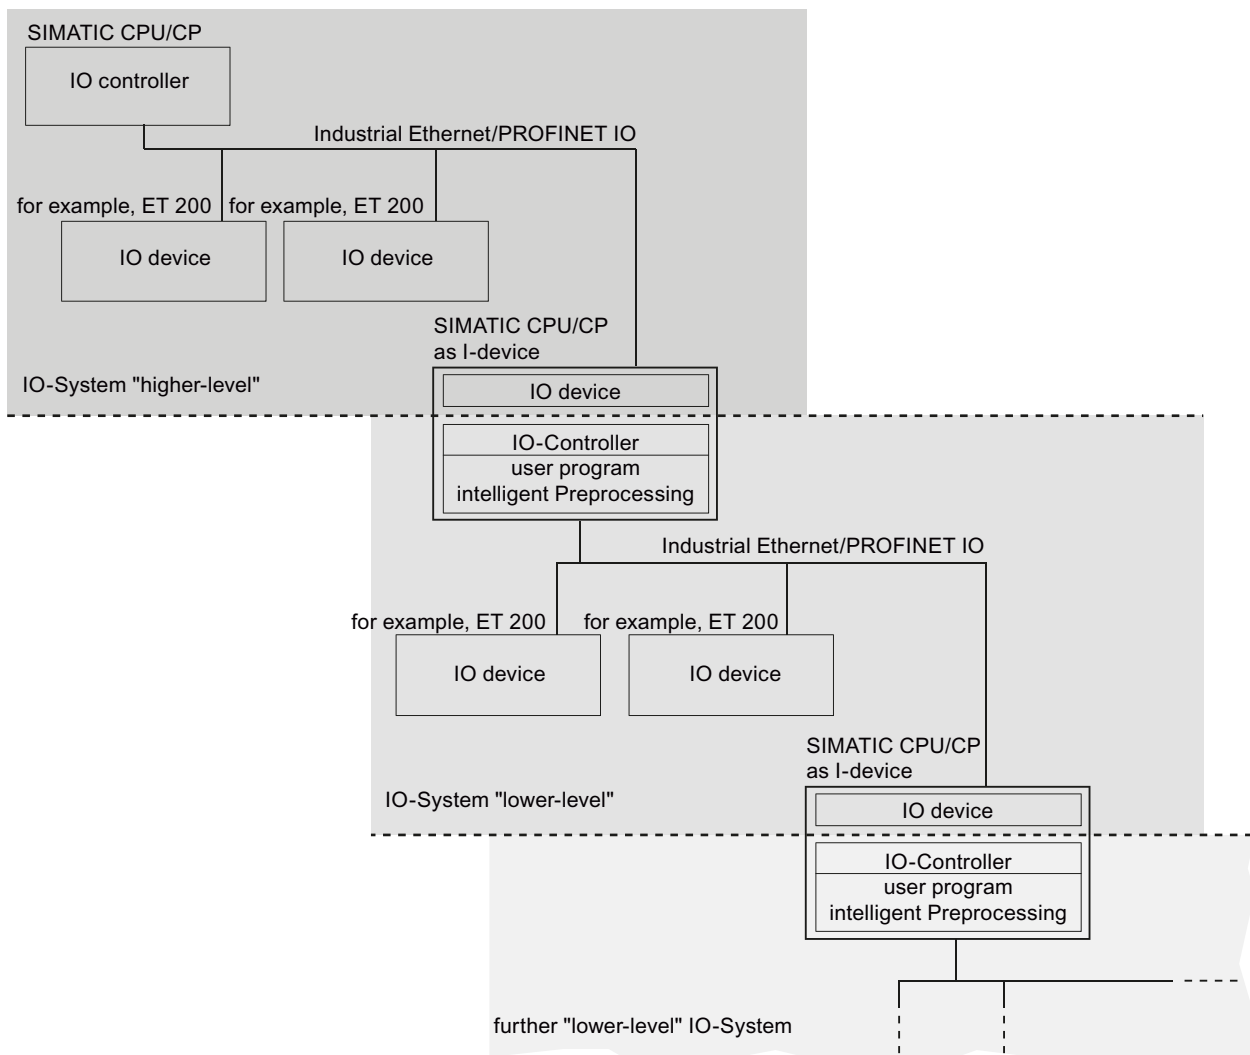 SIMATIC CPU/CP
IO controller
Industrial Ethernet/PROFINET IO
for example, ET 200
for example, ET 200
IO device
IO device
SIMATIC CPU/CP
as I-device
IO-System "higher-level"
IO device
IO-Controller
user program
intelligent Preprocessing
Industrial Ethernet/PROFINET IO
for example, ET 200
for example, ET 200
IO device
IO device
SIMATIC CPU/CP
as I-device
IO-System "lower-level"
IO device
IO-Controller
user program
intelligent Preprocessing
further "lower-level" IO-System